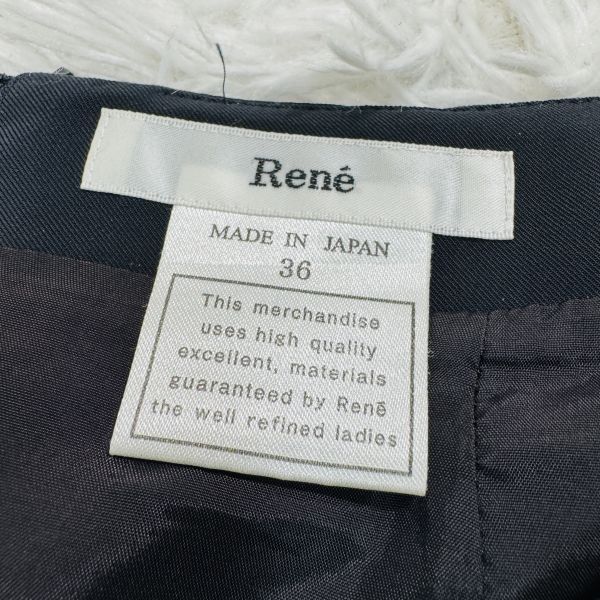 René
MADE IN JAPAN
36
This merchandise
uses high quality
excellent, materials
guaranteed by René
the well refined ladies